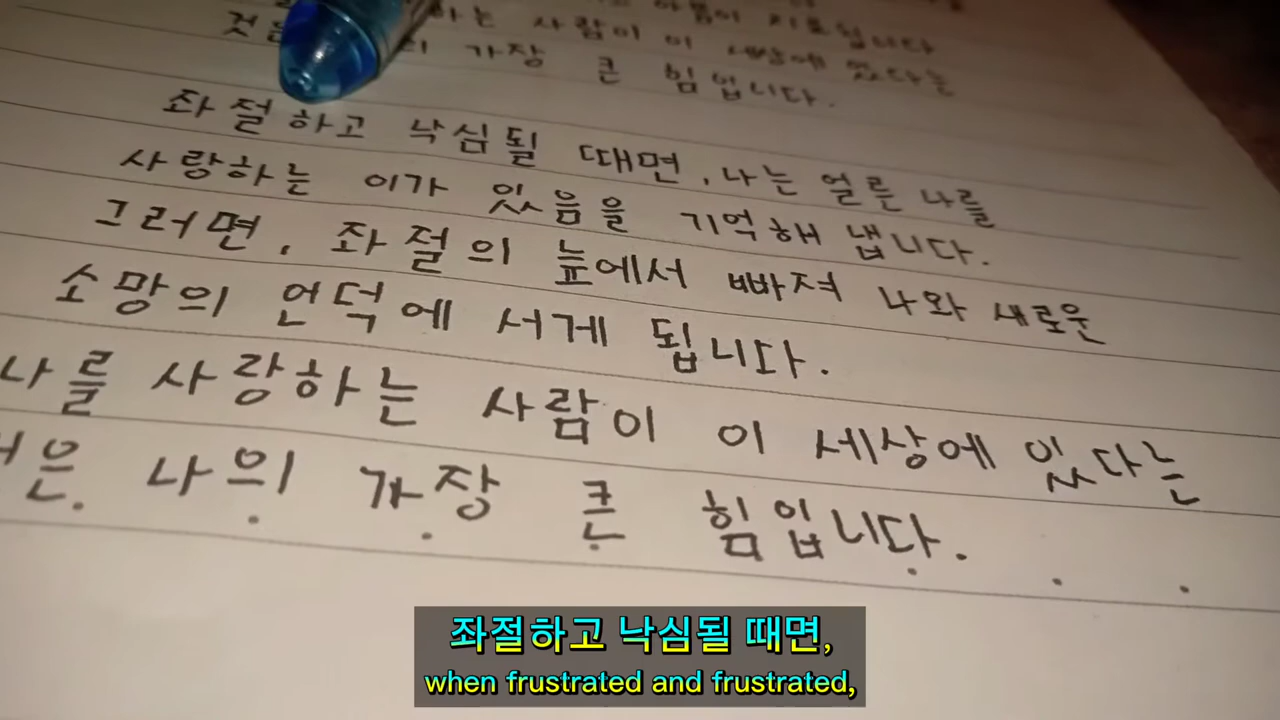 하는 사람이 이 세상에 있다는
가장 큰 힘입니다.
좌절하고 낙심될 때면, 나는 얼른 나를
사랑하는 이가 있음을 기억해 냅니다.
그러면, 좌절의 늪에서 빠져 나와 새로운
소망의 언덕에 서게 됩니다.
나를 사랑하는 사람이 이 세상에 있다는
은 나의 가장 큰 힘입니다.
좌절하고 낙심될 때면,
when frustrated and frustrated,